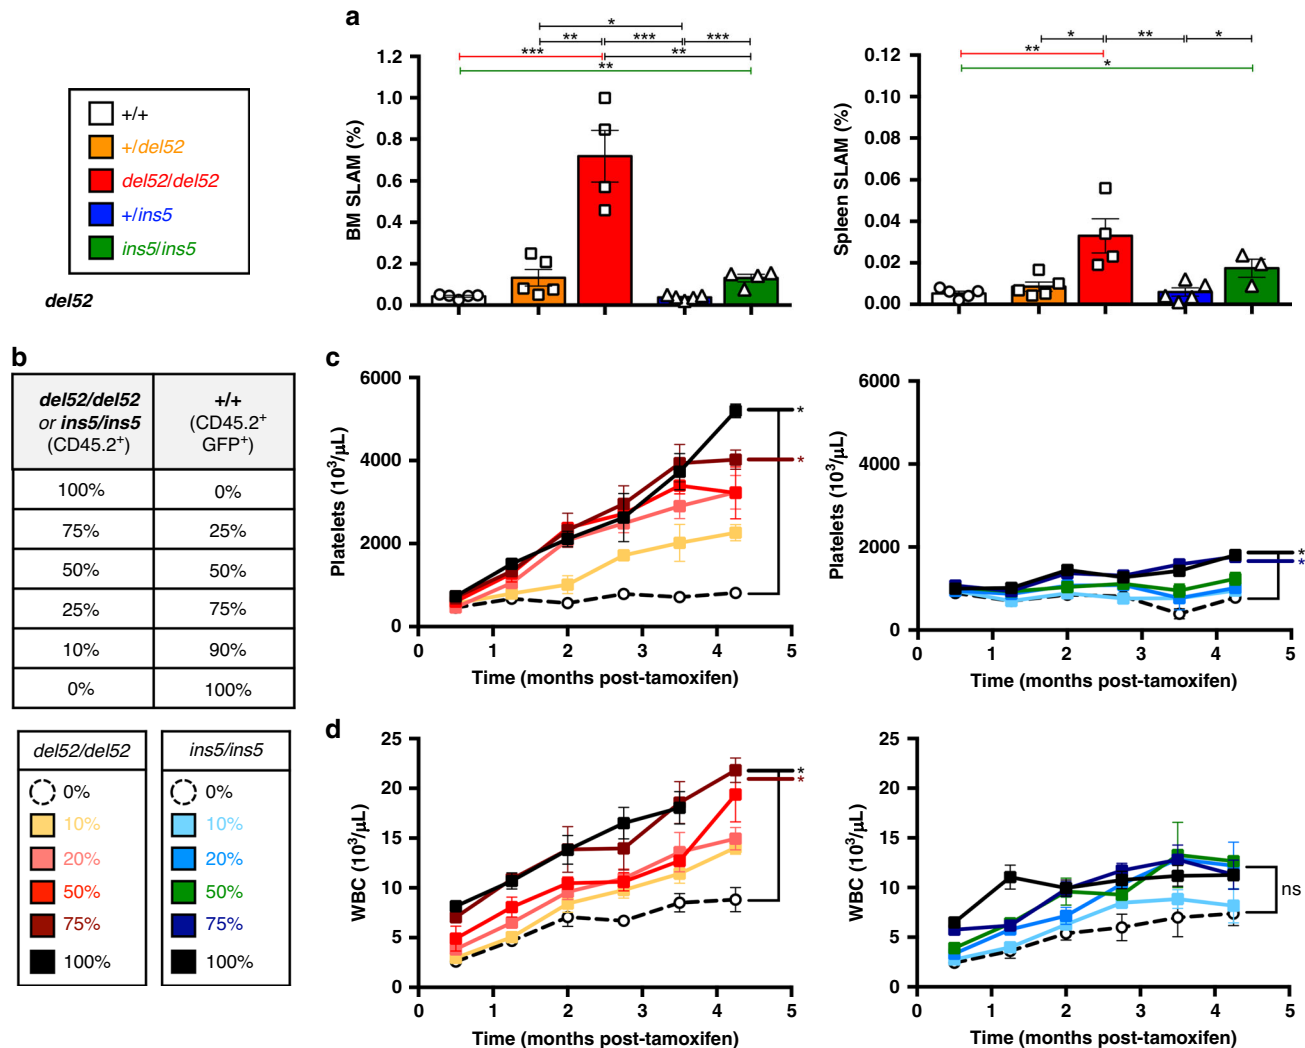 a
+/+
+/del52
del52/del52
+/ins5
ins5/ins5
del52
*
** *** ***
*** **
**
1.2
1.0
0.8
0.6
0.4
0.2
0.0
BM SLAM (%)
* ** *
**
*
0.12
0.10
0.08
0.06
0.04
0.02
0.00
Spleen SLAM (%)
b
del52/del52 +/+
or ins5/ins5 (CD45.2+
(CD45.2+) GFP+)
100% 0%
75% 25%
50% 50%
25% 75%
10% 90%
0% 100%
del52/del52 ins5/ins5
0% 0%
10% 10%
20% 20%
50% 50%
75% 75%
100% 100%
c
6000
4000
2000
0
Platelets (10³/µL)
*
*
0 1 2 3 4 5
Time (months post-tamoxifen)
6000
4000
2000
0
Platelets (10³/µL)
*
*
0 1 2 3 4 5
Time (months post-tamoxifen)
d
25
20
15
10
5
0
WBC (10³/µL)
*
*
0 1 2 3 4 5
Time (months post-tamoxifen)
25
20
15
10
5
0
WBC (10³/µL)
ns
0 1 2 3 4 5
Time (months post-tamoxifen)